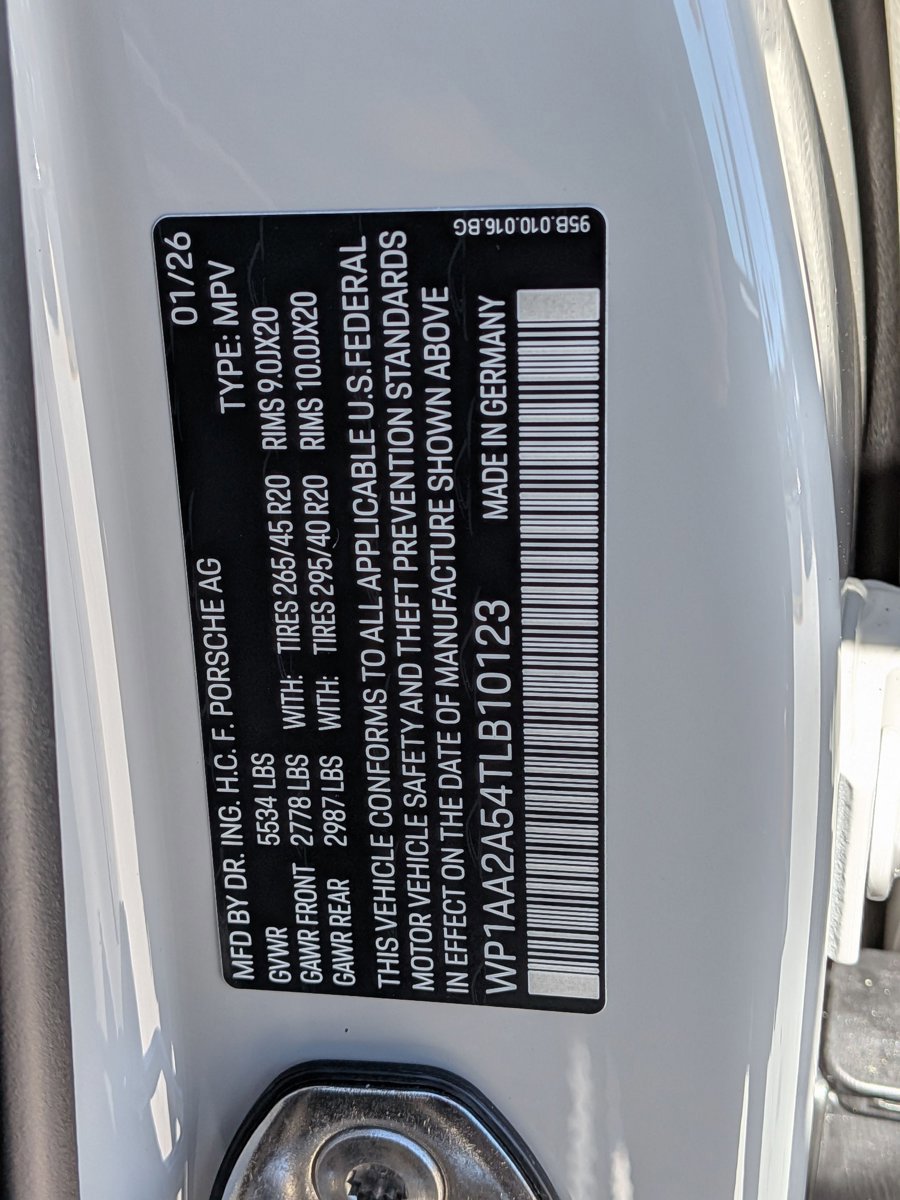 01/26
MFD BY DR. ING. H.C. F. PORSCHE AG TYPE: MPV
GVWR 5534 LBS
GAWR FRONT 2778 LBS WITH: TIRES 265/45 R20 RIMS 9.0JX20
GAWR REAR 2987 LBS WITH: TIRES 295/40 R20 RIMS 10.0JX20
THIS VEHICLE CONFORMS TO ALL APPLICABLE U.S. FEDERAL
MOTOR VEHICLE SAFETY AND THEFT PREVENTION STANDARDS
IN EFFECT ON THE DATE OF MANUFACTURE SHOWN ABOVE
WP1AA2A54TLB10123 MADE IN GERMANY
95B.010.016.BG